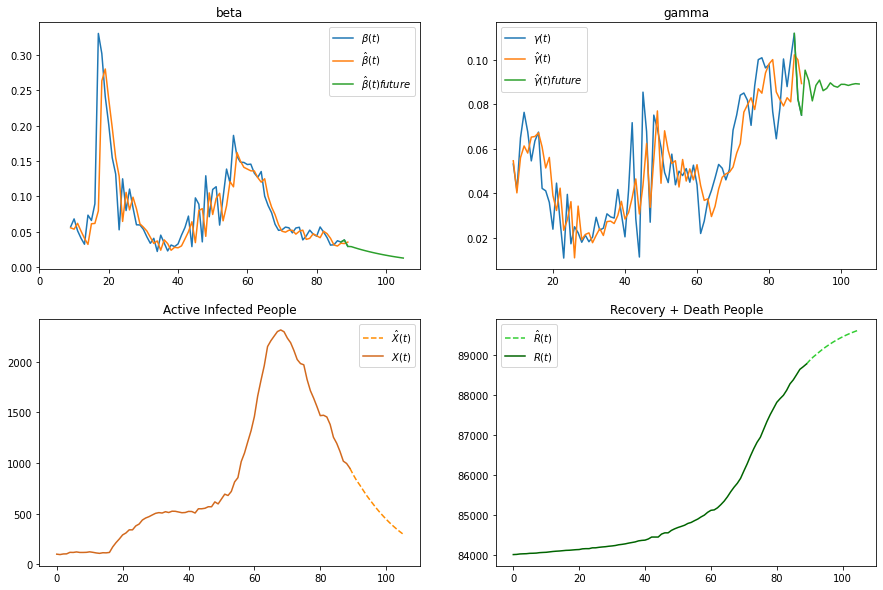 beta
β(t)
β̂(t)
β̂(t)future
0.30
0.25
0.20
0.15
0.10
0.05
0.00
0 20 40 60 80 100
gamma
γ(t)
γ̂(t)
γ̂(t)future
0.10
0.08
0.06
0.04
0.02
20 40 60 80 100
Active Infected People
X̂(t)
X(t)
2000
1500
1000
500
0
0 20 40 60 80 100
Recovery + Death People
R̂(t)
R(t)
89000
88000
87000
86000
85000
84000
0 20 40 60 80 100